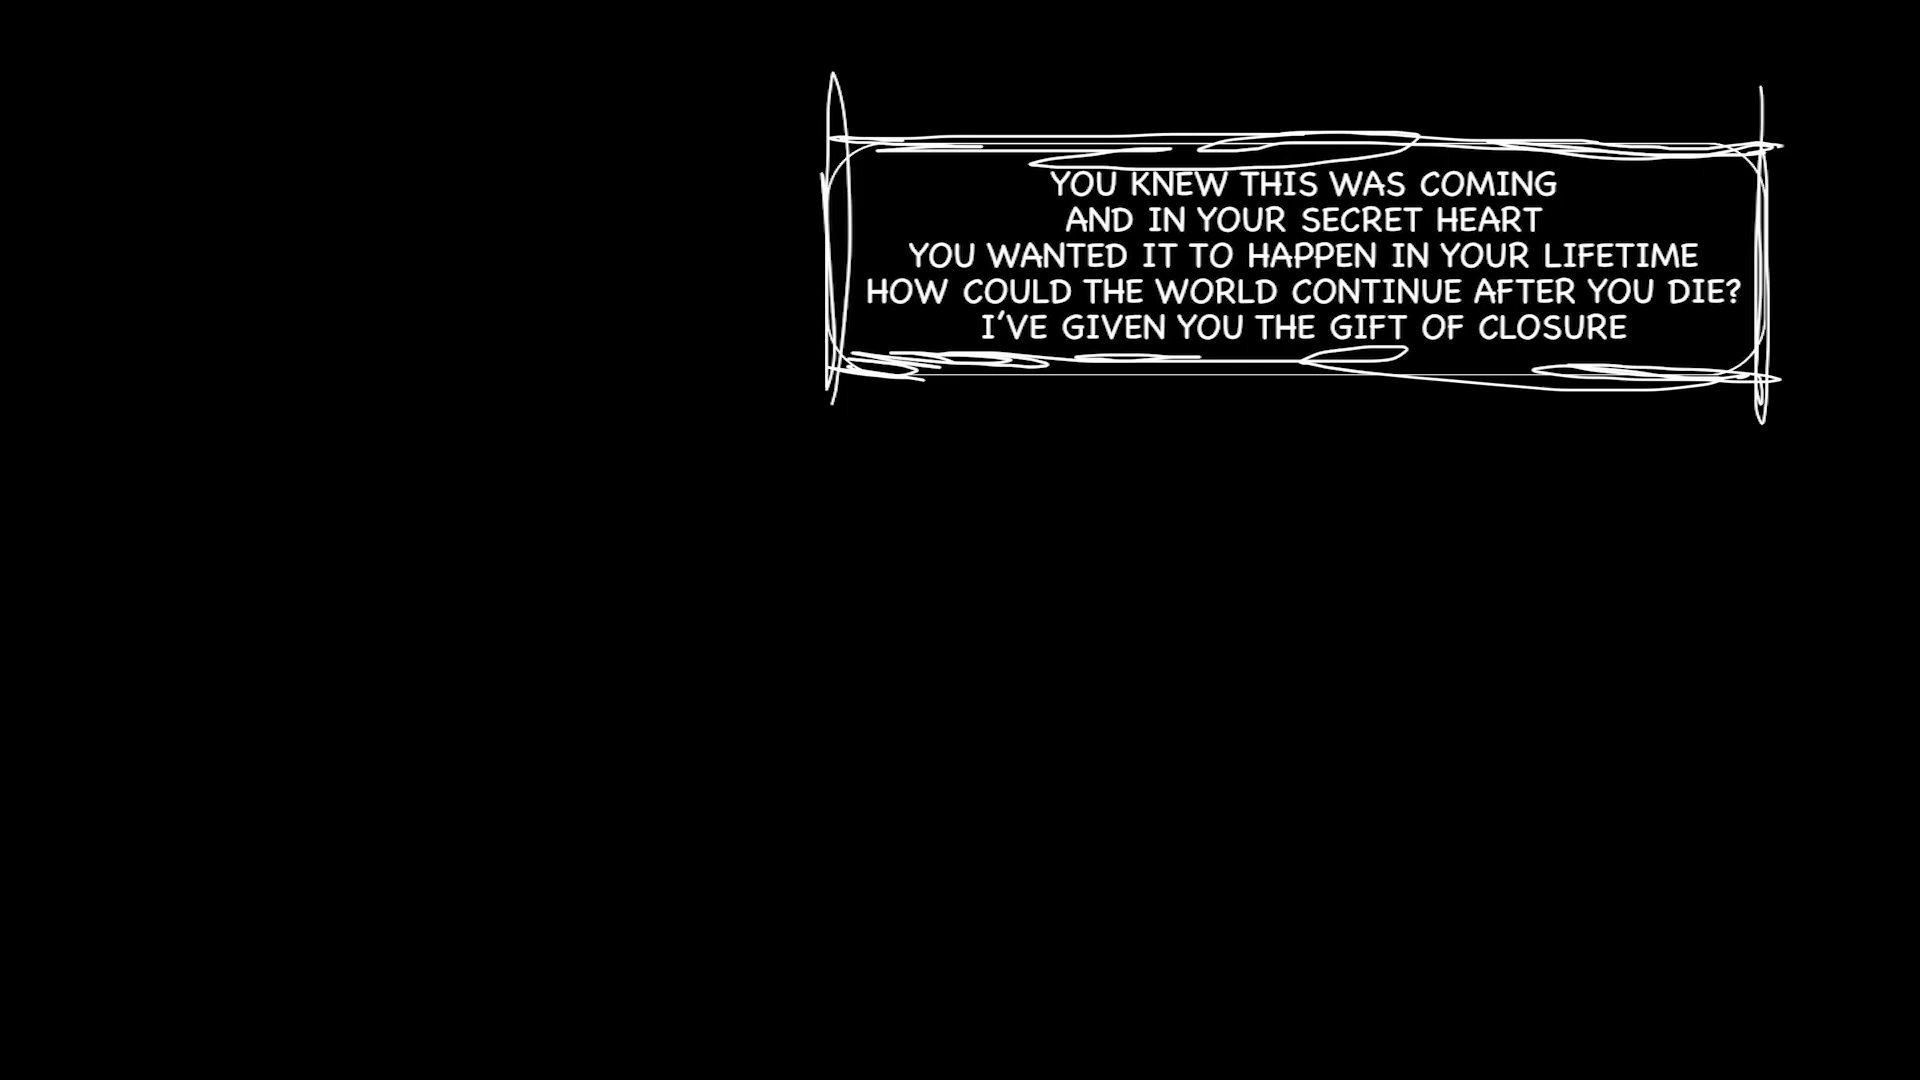 YOU KNEW THIS WAS COMING
AND IN YOUR SECRET HEART
YOU WANTED IT TO HAPPEN IN YOUR LIFETIME
HOW COULD THE WORLD CONTINUE AFTER YOU DIE?
I'VE GIVEN YOU THE GIFT OF CLOSURE